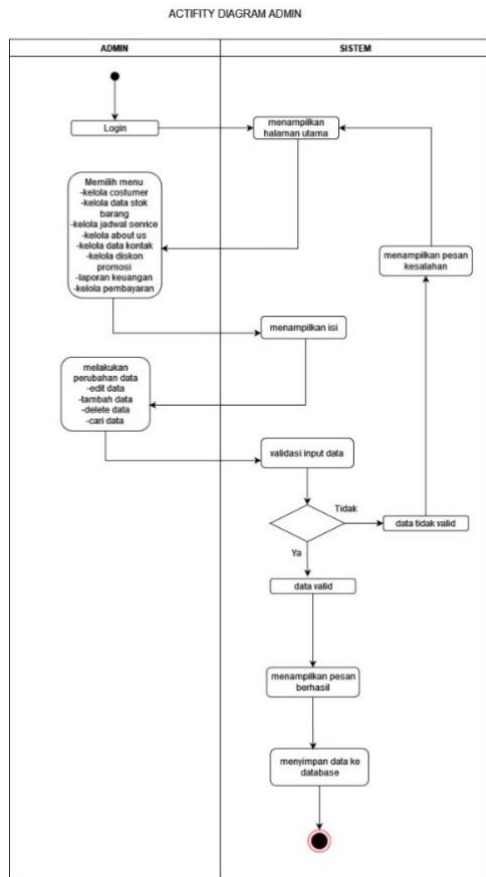 ACTIFITY DIAGRAM ADMIN
ADMIN
SISTEM
Login
menampilkan
halaman utama
Memilih menu
-kelola costumer
-kelola data stok
barang
-kelola jadwal service
-kelola about us
-kelola data kontak
-kelola diskon
promosi
-laporan keuangan
-kelola pembayaran
menampilkan pesan
kesalahan
menampilkan isi
melakukan
perubahan data
-edit data
-tambah data
-delete data
-cari data
validasi input data
Tidak
data tidak valid
Ya
data valid
menampilkan pesan
berhasil
menyimpan data ke
database